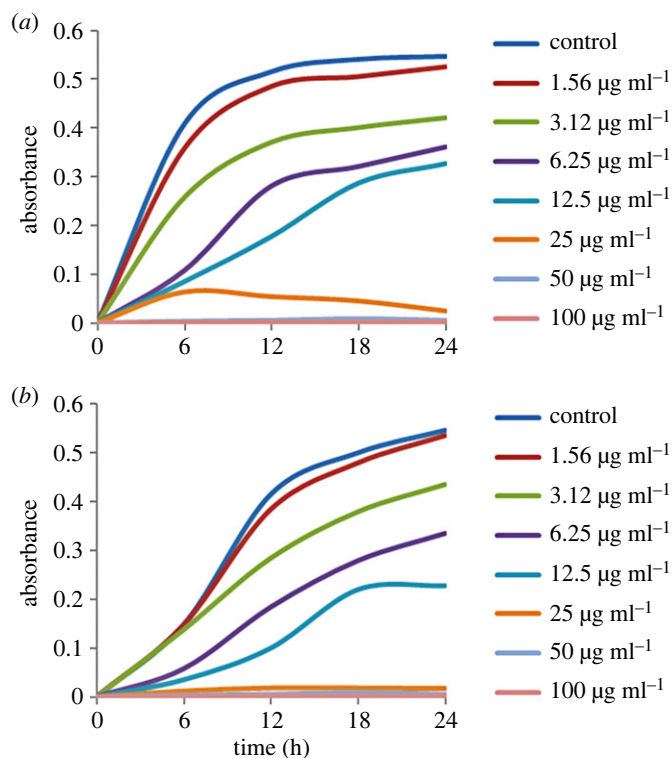 (a)
0.6
0.5
0.4
0.3
0.2
0.1
0
absorbance
0 6 12 18 24
control
1.56 µg ml⁻¹
3.12 µg ml⁻¹
6.25 µg ml⁻¹
12.5 µg ml⁻¹
25 µg ml⁻¹
50 µg ml⁻¹
100 µg ml⁻¹
(b)
0.6
0.5
0.4
0.3
0.2
0.1
0
absorbance
0 6 12 18 24
time (h)
control
1.56 µg ml⁻¹
3.12 µg ml⁻¹
6.25 µg ml⁻¹
12.5 µg ml⁻¹
25 µg ml⁻¹
50 µg ml⁻¹
100 µg ml⁻¹